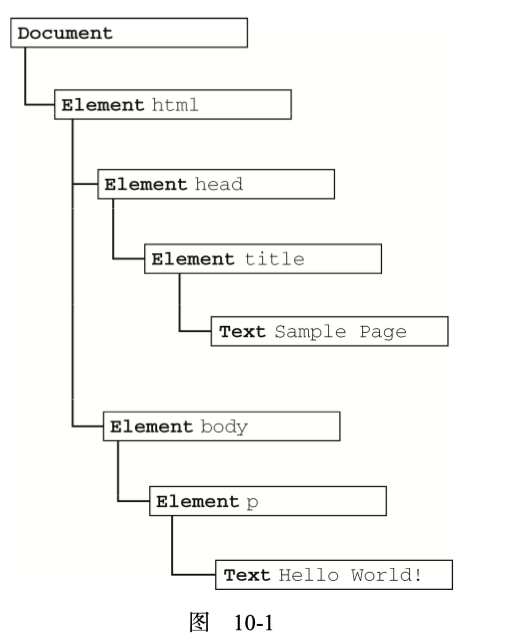 Document
Element html
Element head
Element title
Text Sample Page
Element body
Element p
Text Hello World!
图 10-1